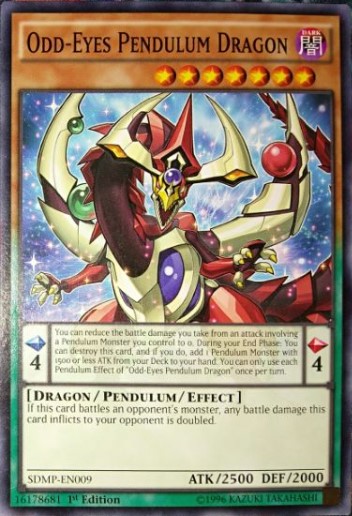 Odd-Eyes Pendulum Dragon
DARK
闇
You can reduce the battle damage you take from an attack involving
a Pendulum Monster you control to 0. During your End Phase: You
can destroy this card, and if you do, add 1 Pendulum Monster with
1500 or less ATK from your Deck to your hand. You can only use each
Pendulum Effect of "Odd-Eyes Pendulum Dragon" once per turn.
4
4
[DRAGON / PENDULUM / EFFECT]
If this card battles an opponent's monster, any battle damage this
card inflicts to your opponent is doubled.
SDMP-EN009
ATK/2500 DEF/2000
16178681 1st Edition
©1996 KAZUKI TAKAHASHI